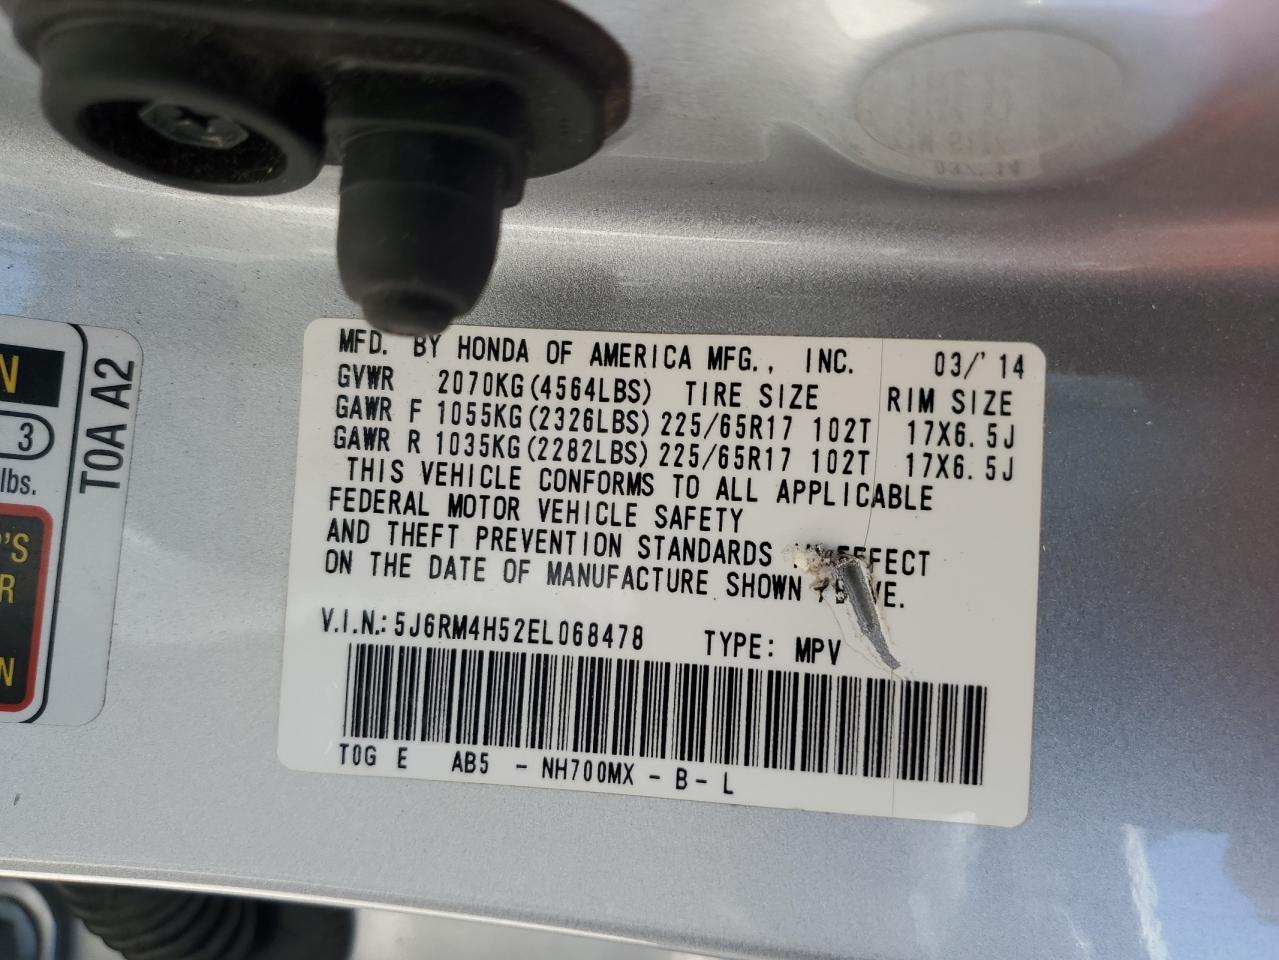 MFD. BY HONDA OF AMERICA MFG., INC. 03/'14
GVWR 2070KG(4564LBS) TIRE SIZE RIM SIZE
GAWR F 1055KG(2326LBS) 225/65R17 102T 17X6.5J
GAWR R 1035KG(2282LBS) 225/65R17 102T 17X6.5J
THIS VEHICLE CONFORMS TO ALL APPLICABLE
FEDERAL MOTOR VEHICLE SAFETY
AND THEFT PREVENTION STANDARDS EFFECT
ON THE DATE OF MANUFACTURE SHOWN
V.I.N.: 5J6RM4H52EL068478 TYPE: MPV
T0G E AB5 - NH700MX - B - L
T0A A2
N
3
lbs.
'S
R
N